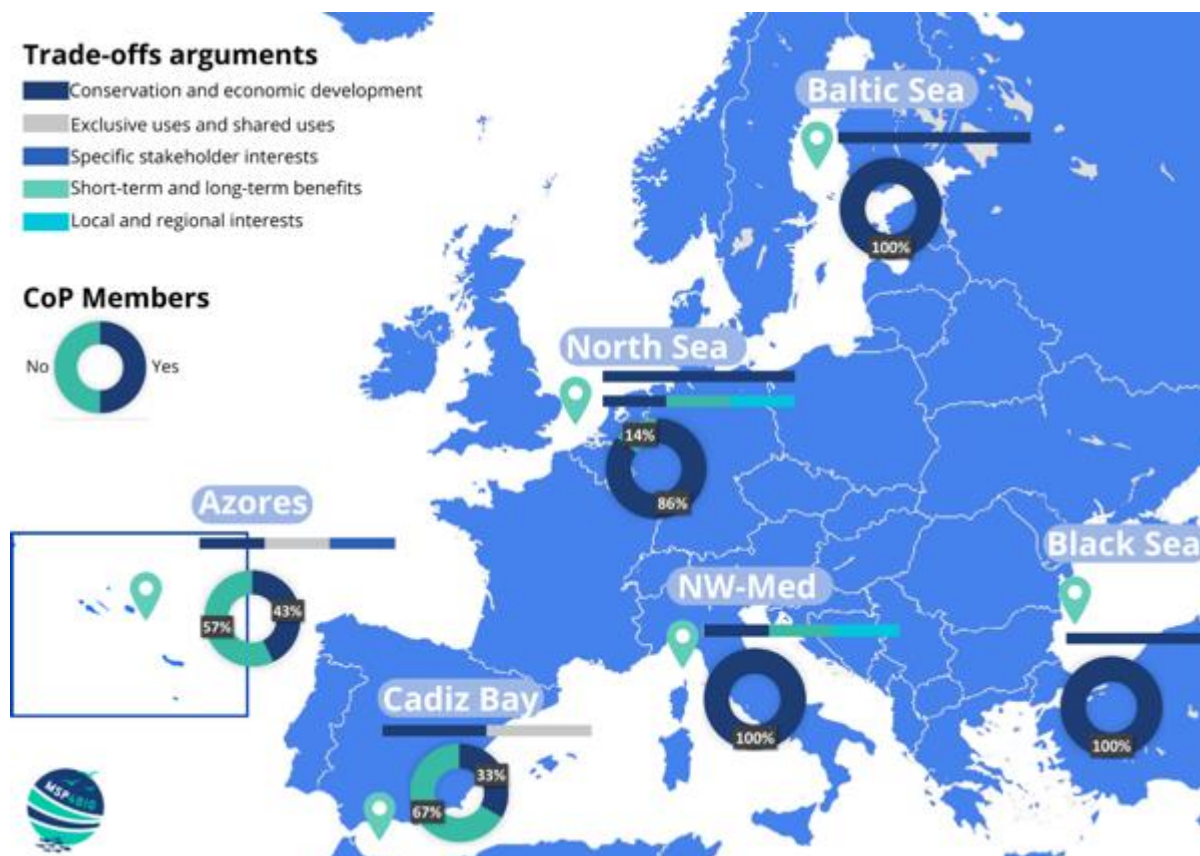 Trade-offs arguments
Conservation and economic development
Exclusive uses and shared uses
Specific stakeholder interests
Short-term and long-term benefits
Local and regional interests
CoP Members
No
Yes
Baltic Sea
100%
North Sea
14%
86%
Azores
43%
57%
Black Sea
100%
NW-Med
100%
Cadiz Bay
33%
67%
MSP4BIO